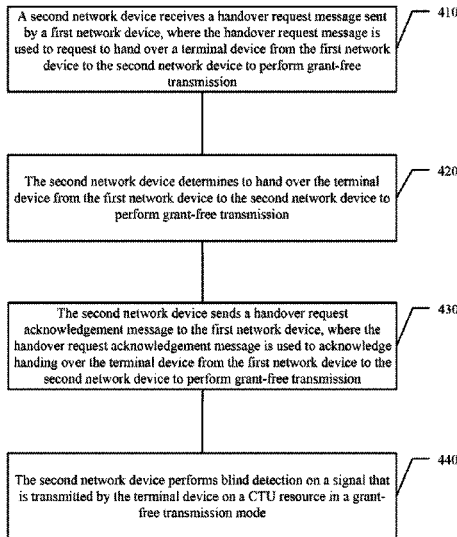 A second network device receives a handover request message sent
by a first network device, where the handover request message is
used to request to hand over a terminal device from the first network
device to the second network device to perform grant-free
transmission
410
The second network device determines to hand over the terminal
device from the first network device to the second network device to
perform grant-free transmission
420
The second network device sends a handover request
acknowledgement message to the first network device, where the
handover request acknowledgement message is used to acknowledge
handing over the terminal device from the first network device to the
second network device to perform grant-free transmission
430
The second network device performs blind detection on a signal that
is transmitted by the terminal device on a CTU resource in a grant-
free transmission mode
440